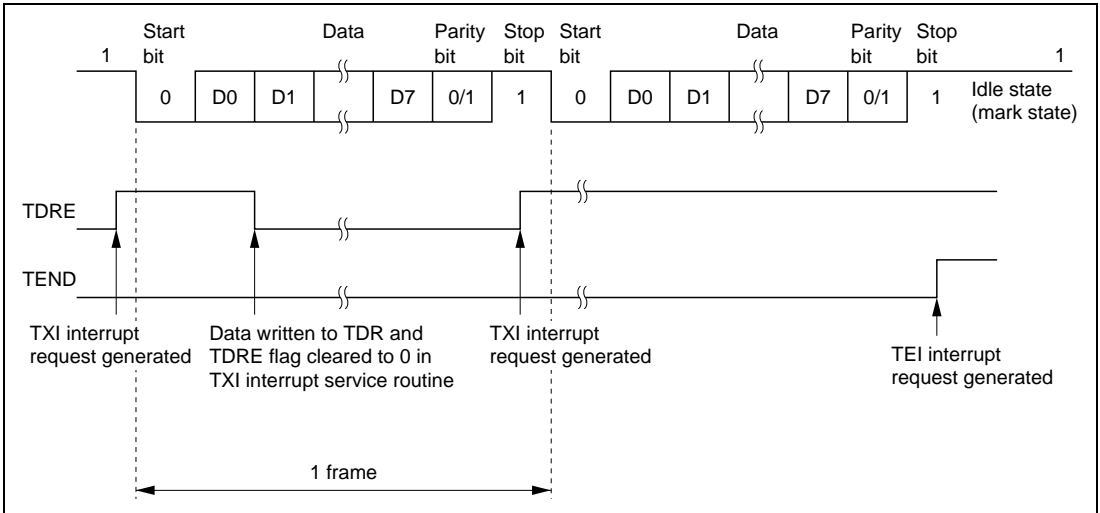 Start Data Parity Stop Start Data Parity Stop
1 bit bit bit bit bit bit 1
0 D0 D1 D7 0/1 1 0 D0 D1 D7 0/1 1 Idle state
(mark state)
TDRE
TEND
TXI interrupt
request generated
Data written to TDR and
TDRE flag cleared to 0 in
TXI interrupt service routine
TXI interrupt
request generated
TEI interrupt
request generated
1 frame